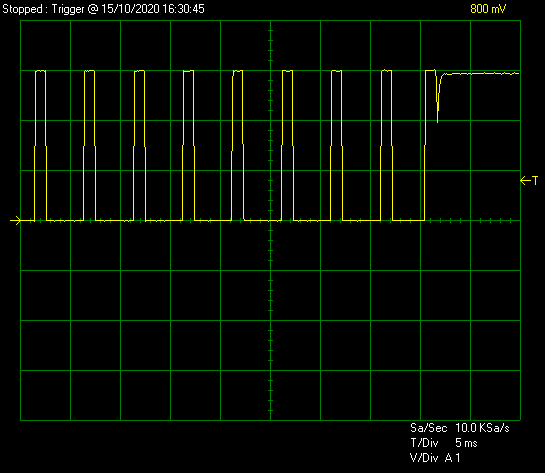 Stopped : Trigger @ 15/10/2020 16:30:45 800 mV
T
Sa/Sec 10.0 KSa/s
T/Div 5 ms
V/Div A 1